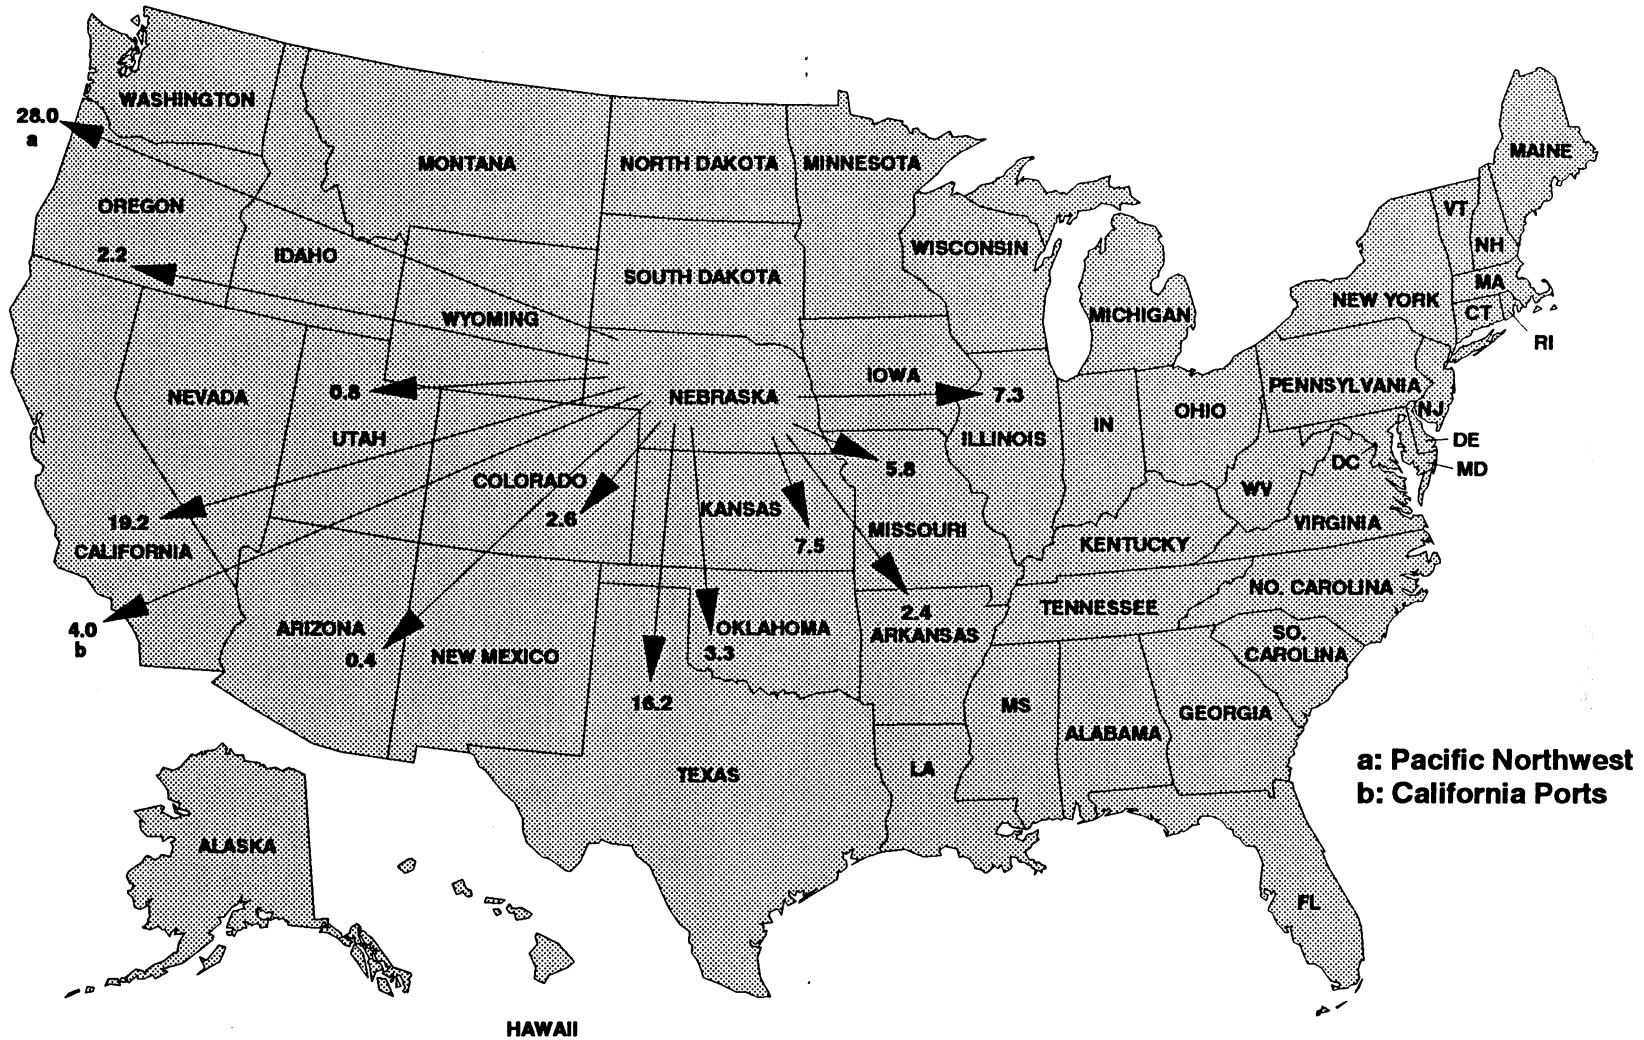 WASHINGTON
28.0
a
MONTANA
NORTH DAKOTA
MINNESOTA
MAINE
OREGON
VT
2.2
IDAHO
WISCONSIN
NH
SOUTH DAKOTA
MA
WYOMING
MICHIGAN
NEW YORK
CT
RI
NEVADA
0.8
NEBRASKA
IOWA
7.3
PENNSYLVANIA
UTAH
ILLINOIS
IN
OHIO
NJ
DE
COLORADO
5.8
DC
MD
19.2
2.6
KANSAS
MISSOURI
WV
VIRGINIA
CALIFORNIA
7.5
KENTUCKY
4.0
b
ARIZONA
0.4
NEW MEXICO
OKLAHOMA
3.3
2.4
ARKANSAS
TENNESSEE
NO. CAROLINA
SO.
CAROLINA
16.2
MS
ALABAMA
GEORGIA
TEXAS
LA
a: Pacific Northwest
b: California Ports
ALASKA
FL
HAWAII